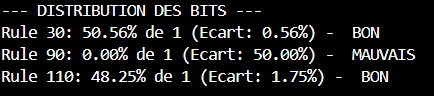 --- DISTRIBUTION DES BITS ---
Rule 30: 50.56% de 1 (Ecart: 0.56%) -  BON
Rule 90: 0.00% de 1 (Ecart: 50.00%) -  MAUVAIS
Rule 110: 48.25% de 1 (Ecart: 1.75%) -  BON